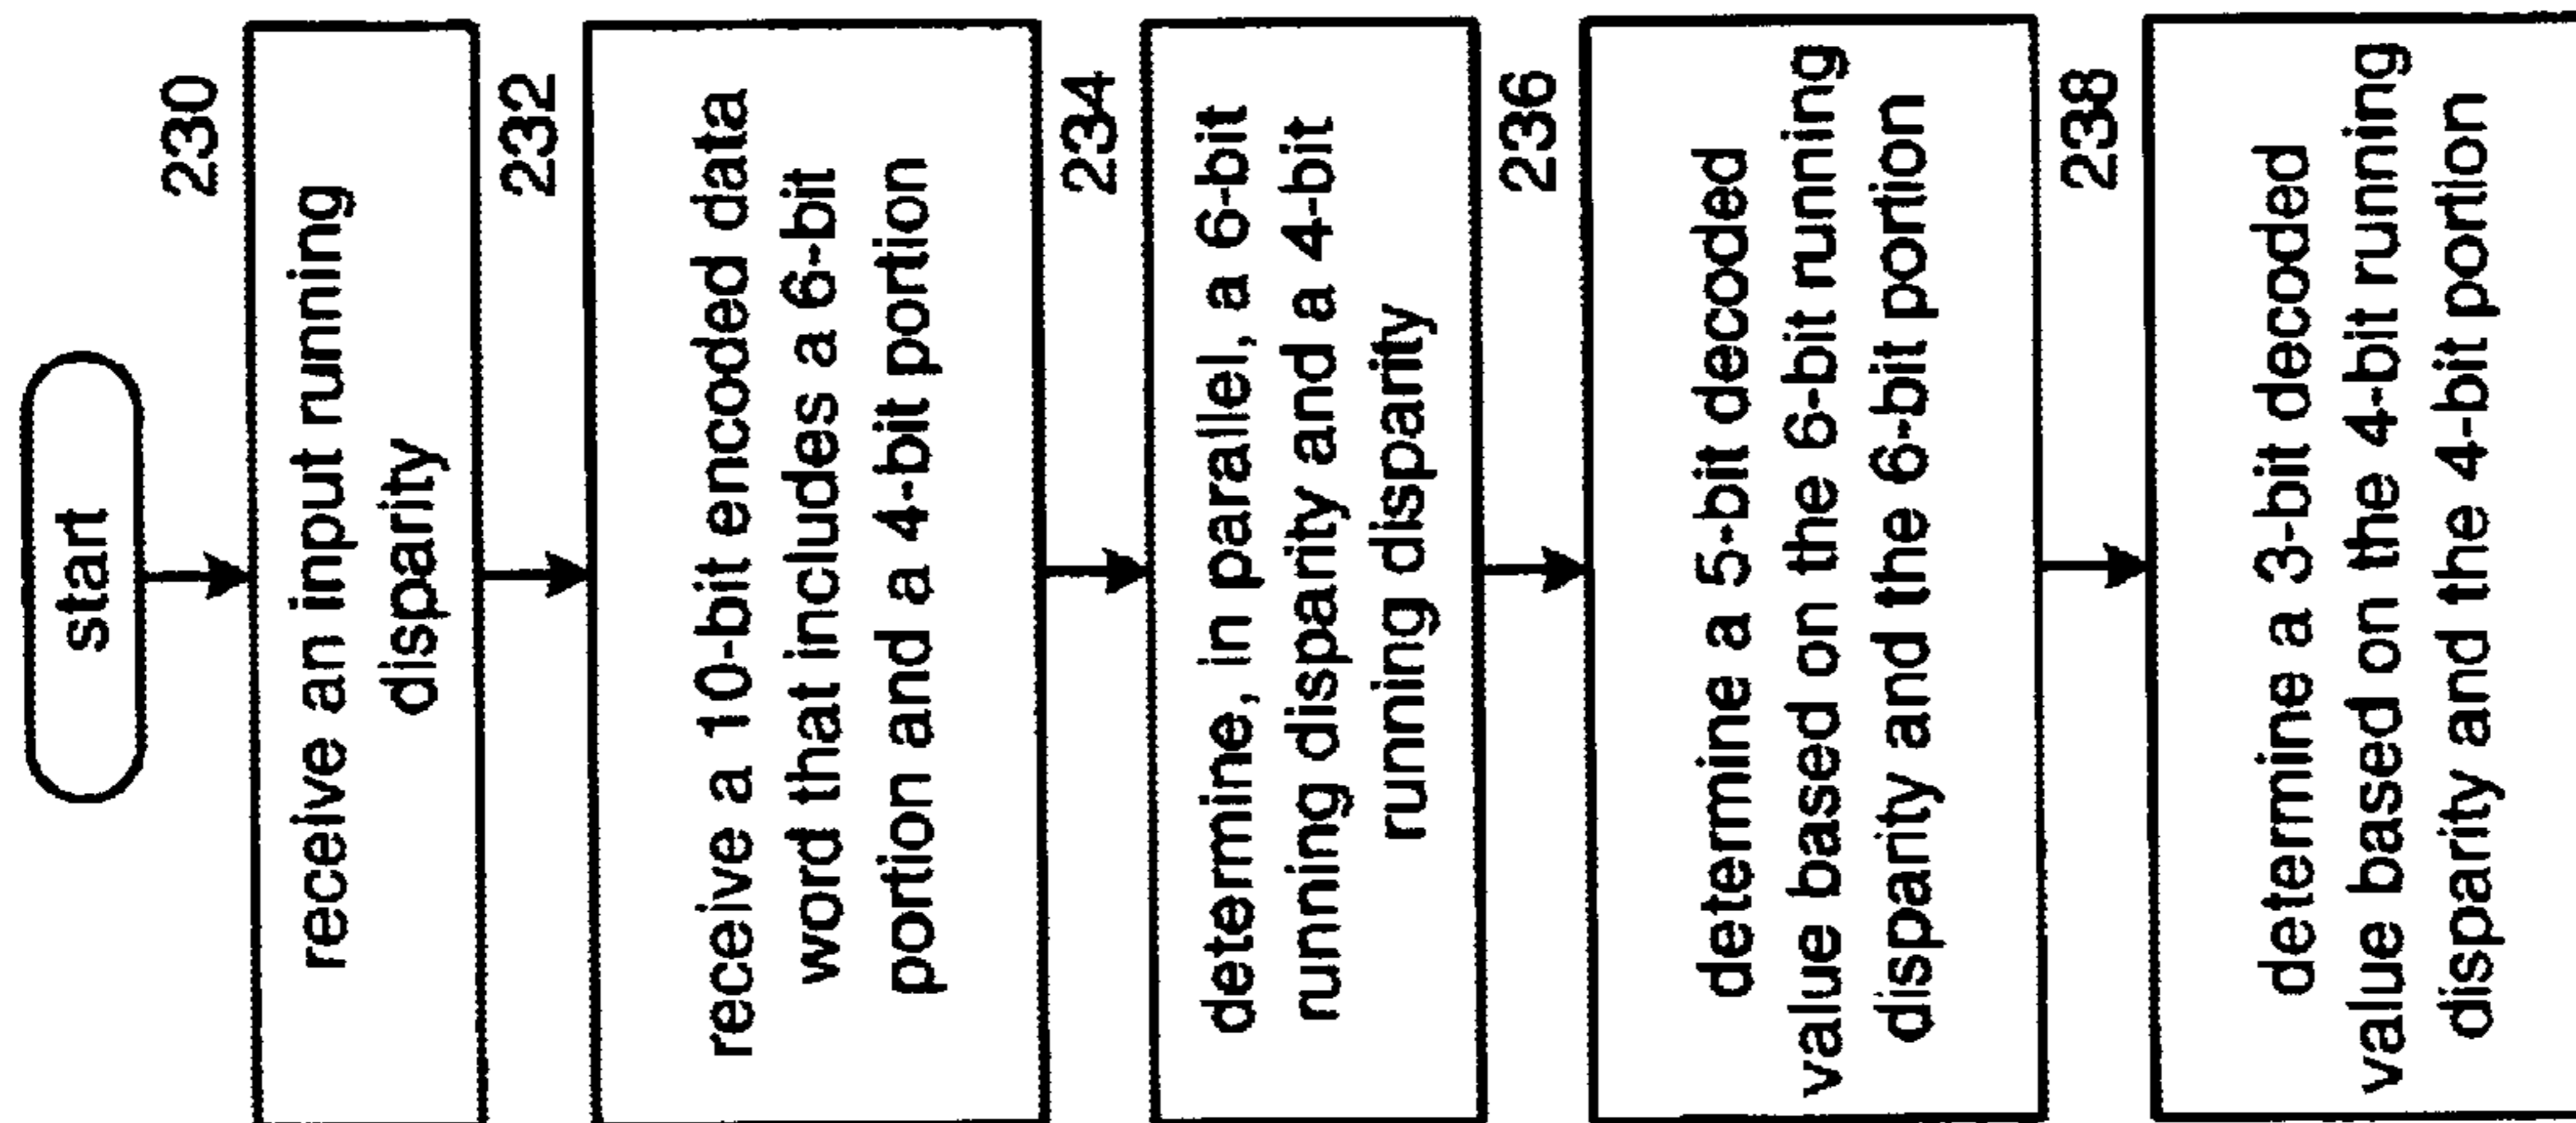 start
230
receive an input running
disparity
232
receive a 10-bit encoded data
word that includes a 6-bit
portion and a 4-bit portion
234
determine, in parallel, a 6-bit
running disparity and a 4-bit
running disparity
236
determine a 5-bit decoded
value based on the 6-bit running
disparity and the 6-bit portion
238
determine a 3-bit decoded
value based on the 4-bit running
disparity and the 4-bit portion